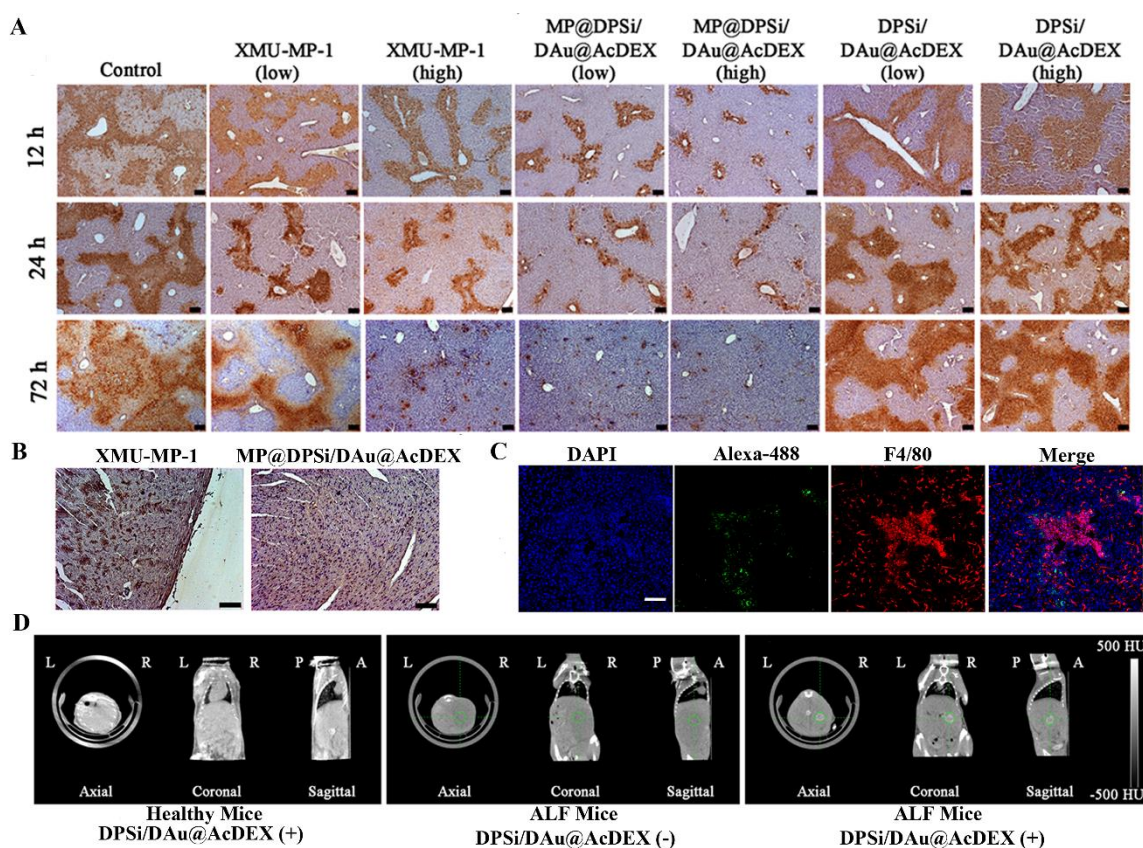 A
Control
XMU-MP-1
(low)
XMU-MP-1
(high)
MP@DPSi/
DAu@AcDEX
(low)
MP@DPSi/
DAu@AcDEX
(high)
DPSi/
DAu@AcDEX
(low)
DPSi/
DAu@AcDEX
(high)
12 h
24 h
72 h
B
XMU-MP-1
MP@DPSi/DAu@AcDEX
C
DAPI
Alexa-488
F4/80
Merge
D
L R L R P A
Axial Coronal Sagittal
Healthy Mice
DPSi/DAu@AcDEX (+)
L R L R P A
Axial Coronal Sagittal
ALF Mice
DPSi/DAu@AcDEX (-)
L R L R P A
500 HU
-500 HU
Axial Coronal Sagittal
ALF Mice
DPSi/DAu@AcDEX (+)